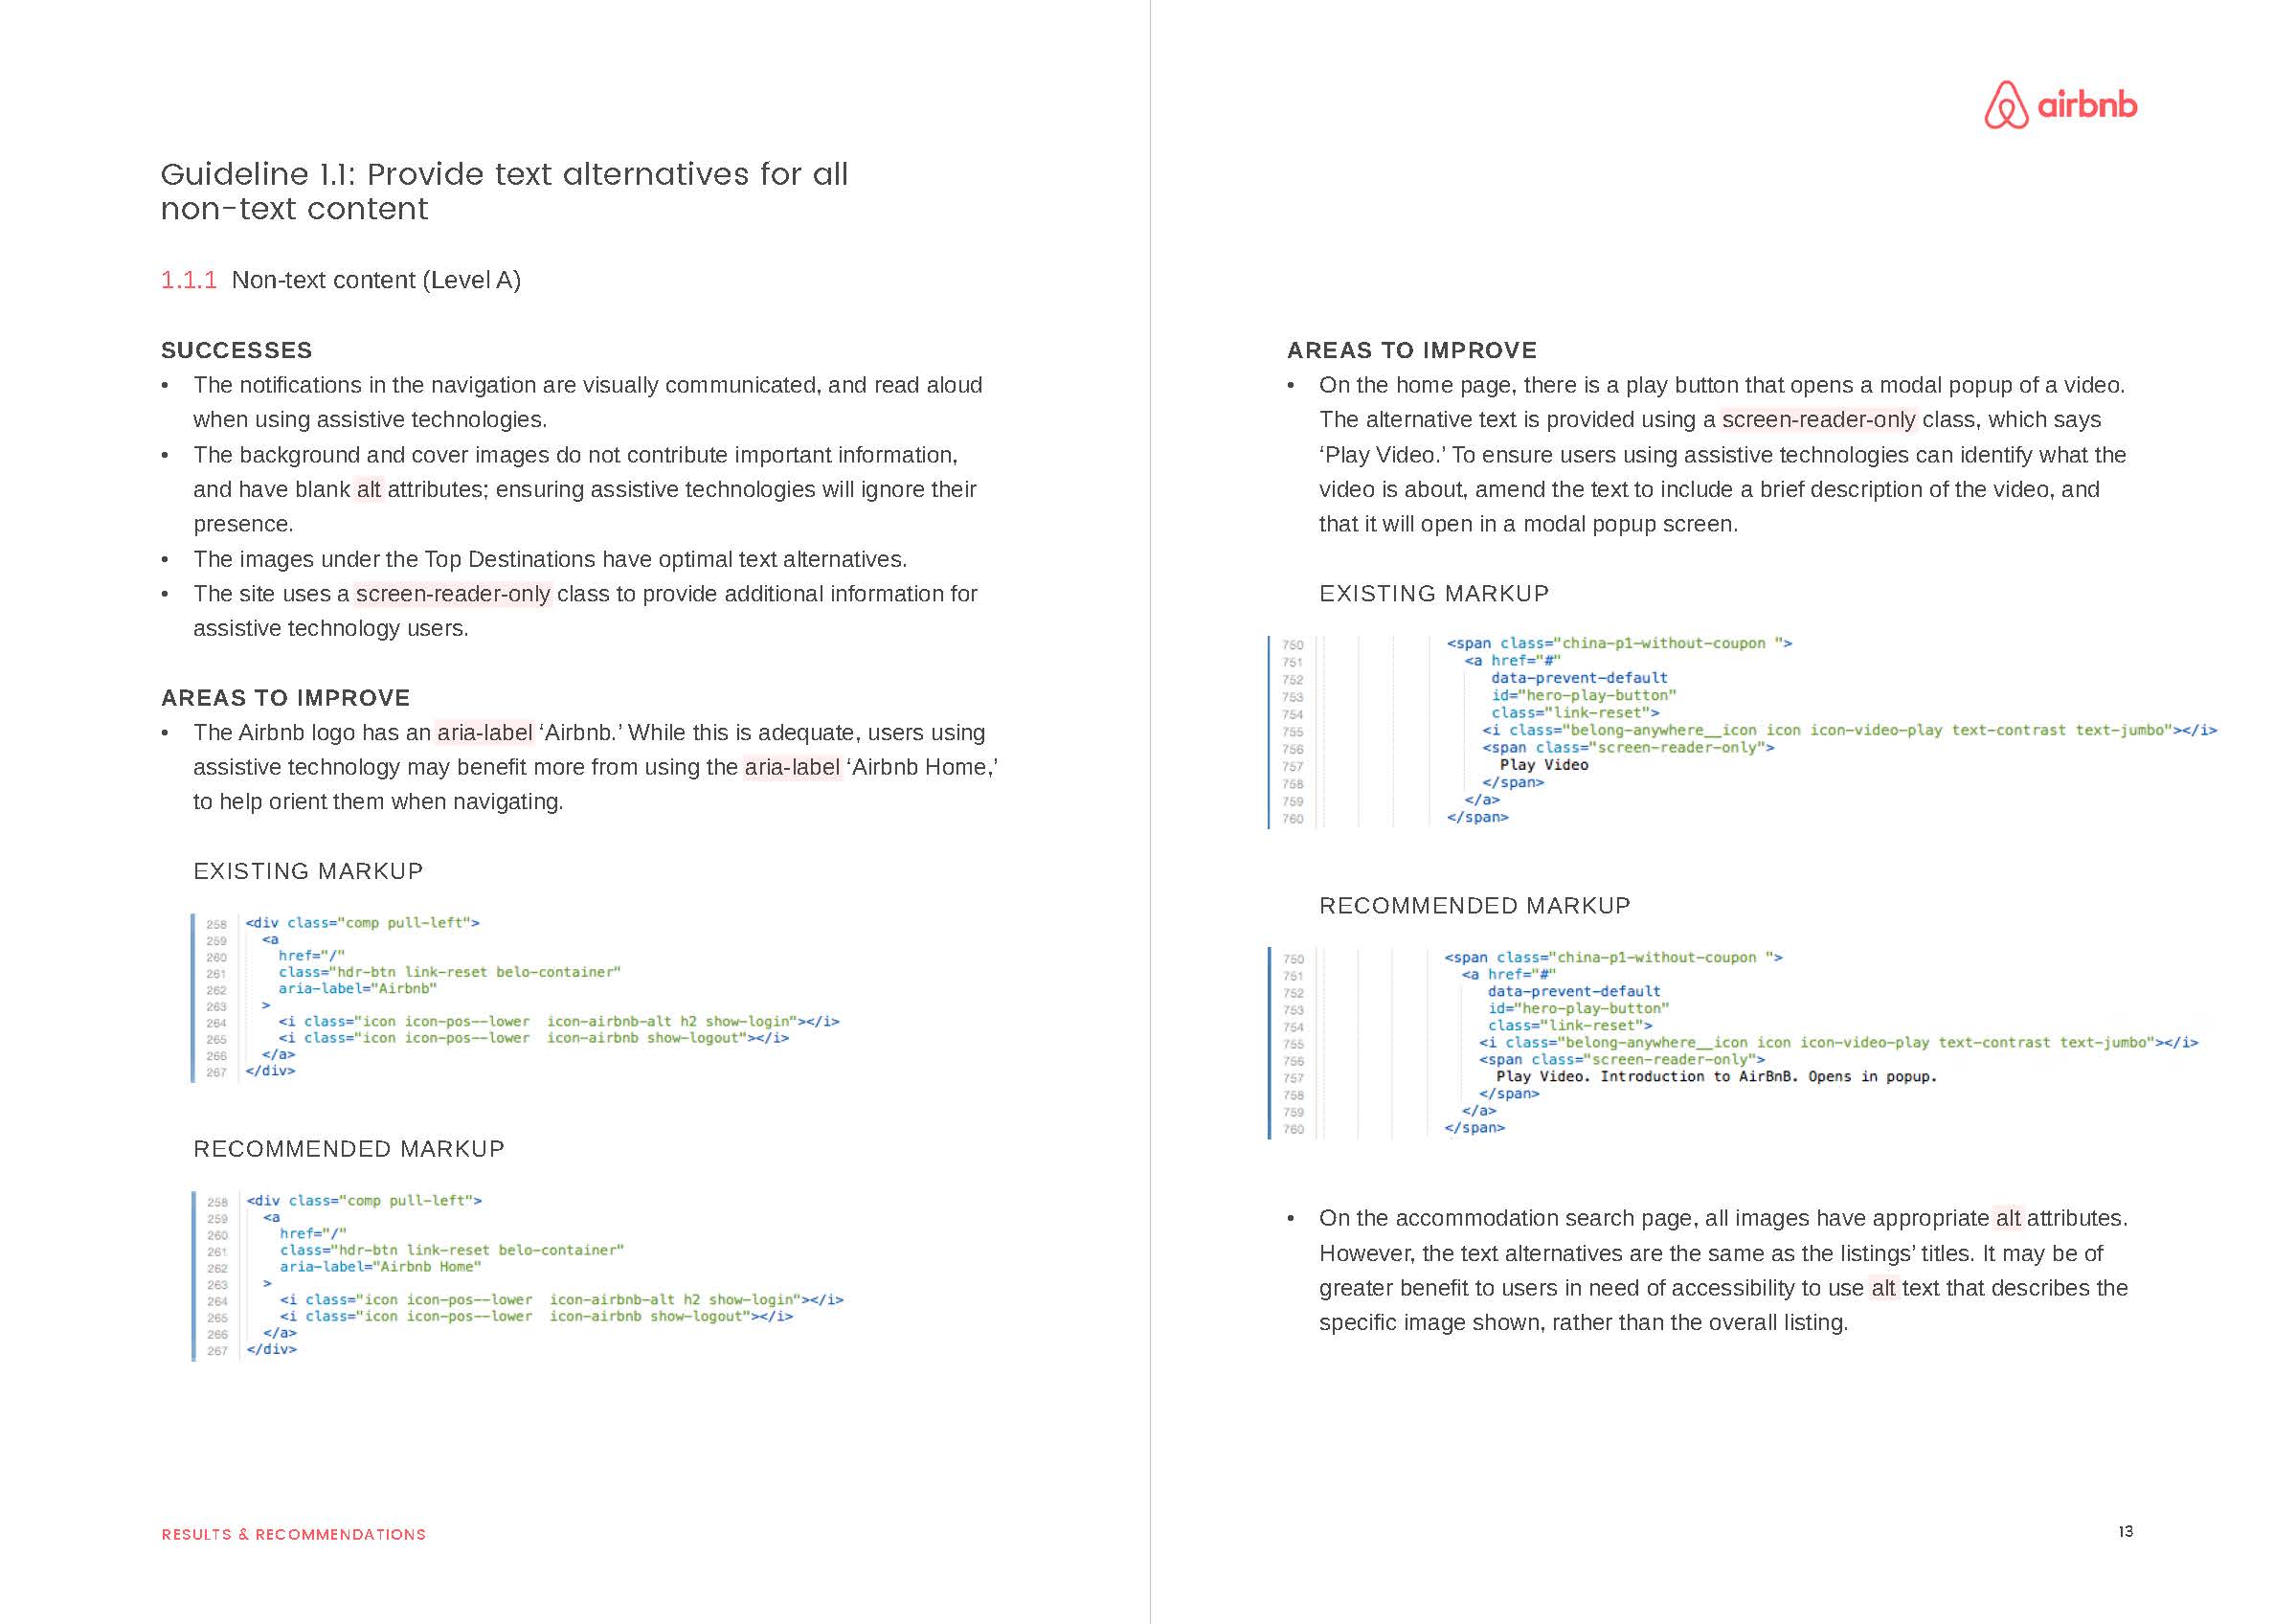 airbnb
Guideline 1.1: Provide text alternatives for all
non-text content
1.1.1 Non-text content (Level A)
SUCCESSES
• The notifications in the navigation are visually communicated, and read aloud
when using assistive technologies.
• The background and cover images do not contribute important information,
and have blank alt attributes; ensuring assistive technologies will ignore their
presence.
• The images under the Top Destinations have optimal text alternatives.
• The site uses a screen-reader-only class to provide additional information for
assistive technology users.
AREAS TO IMPROVE
• The Airbnb logo has an aria-label ‘Airbnb.’ While this is adequate, users using
assistive technology may benefit more from using the aria-label ‘Airbnb Home,’
to help orient them when navigating.
EXISTING MARKUP
258 <div class="comp pull-left">
259 <a
260 href="/"
261 class="hdr-btn link-reset belo-container"
262 aria-label="Airbnb"
263 >
264 <i class="icon icon-pos--lower  icon-airbnb-alt h2 show-login"></i>
265 <i class="icon icon-pos--lower  icon-airbnb show-logout"></i>
266 </a>
267 </div>
RECOMMENDED MARKUP
258 <div class="comp pull-left">
259 <a
260 href="/"
261 class="hdr-btn link-reset belo-container"
262 aria-label="Airbnb Home"
263 >
264 <i class="icon icon-pos--lower  icon-airbnb-alt h2 show-login"></i>
265 <i class="icon icon-pos--lower  icon-airbnb show-logout"></i>
266 </a>
267 </div>
AREAS TO IMPROVE
• On the home page, there is a play button that opens a modal popup of a video.
The alternative text is provided using a screen-reader-only class, which says
‘Play Video.’ To ensure users using assistive technologies can identify what the
video is about, amend the text to include a brief description of the video, and
that it will open in a modal popup screen.
EXISTING MARKUP
750 <span class="china-p1-without-coupon ">
751 <a href="#"
752 data-prevent-default
753 id="hero-play-button"
754 class="link-reset">
755 <i class="belong-anywhere__icon icon icon-video-play text-contrast text-jumbo"></i>
756 <span class="screen-reader-only">
757 Play Video
758 </span>
759 </a>
760 </span>
RECOMMENDED MARKUP
750 <span class="china-p1-without-coupon ">
751 <a href="#"
752 data-prevent-default
753 id="hero-play-button"
754 class="link-reset">
755 <i class="belong-anywhere__icon icon icon-video-play text-contrast text-jumbo"></i>
756 <span class="screen-reader-only">
757 Play Video. Introduction to AirBnB. Opens in popup.
758 </span>
759 </a>
760 </span>
• On the accommodation search page, all images have appropriate alt attributes.
However, the text alternatives are the same as the listings’ titles. It may be of
greater benefit to users in need of accessibility to use alt text that describes the
specific image shown, rather than the overall listing.
RESULTS & RECOMMENDATIONS
13